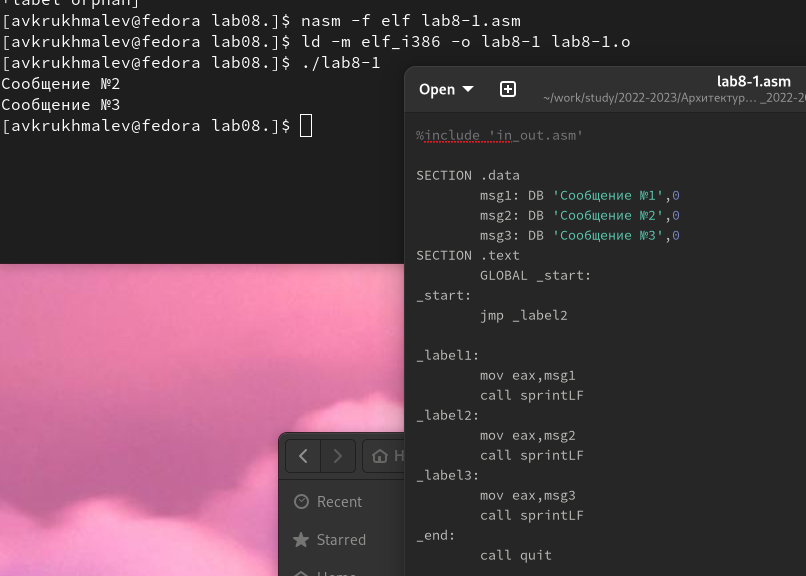 [avkrukhmalev@fedora lab08.]$ nasm -f elf lab8-1.asm
[avkrukhmalev@fedora lab08.]$ ld -m elf_i386 -o lab8-1 lab8-1.o
[avkrukhmalev@fedora lab08.]$ ./lab8-1
Сообщение №2
Сообщение №3
[avkrukhmalev@fedora lab08.]$
Open
lab8-1.asm
~/work/study/2022-2023/Архитектур… _2022-20
%include 'in_out.asm'
SECTION .data
msg1: DB 'Сообщение №1',0
msg2: DB 'Сообщение №2',0
msg3: DB 'Сообщение №3',0
SECTION .text
GLOBAL _start:
_start:
jmp _label2
_label1:
mov eax,msg1
call sprintLF
_label2:
mov eax,msg2
call sprintLF
_label3:
mov eax,msg3
call sprintLF
_end:
call quit
Recent
Starred
Home